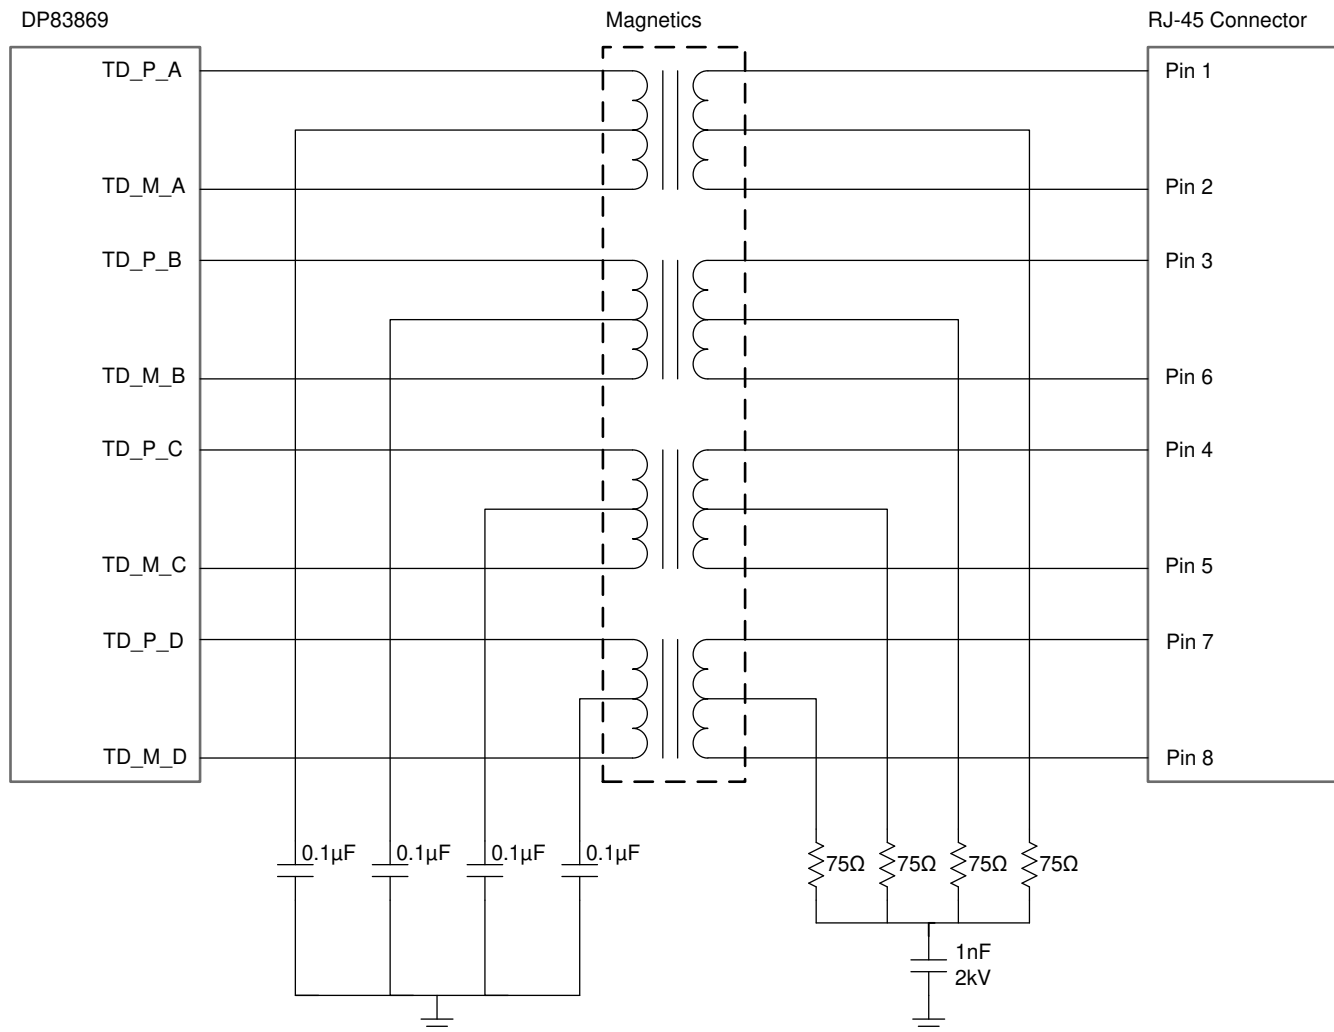 DP83869
Magnetics
RJ-45 Connector
TD_P_A
Pin 1
TD_M_A
Pin 2
TD_P_B
Pin 3
TD_M_B
Pin 6
TD_P_C
Pin 4
TD_M_C
Pin 5
TD_P_D
Pin 7
TD_M_D
Pin 8
0.1µF
0.1µF
0.1µF
0.1µF
75Ω
75Ω
75Ω
75Ω
1nF
2kV